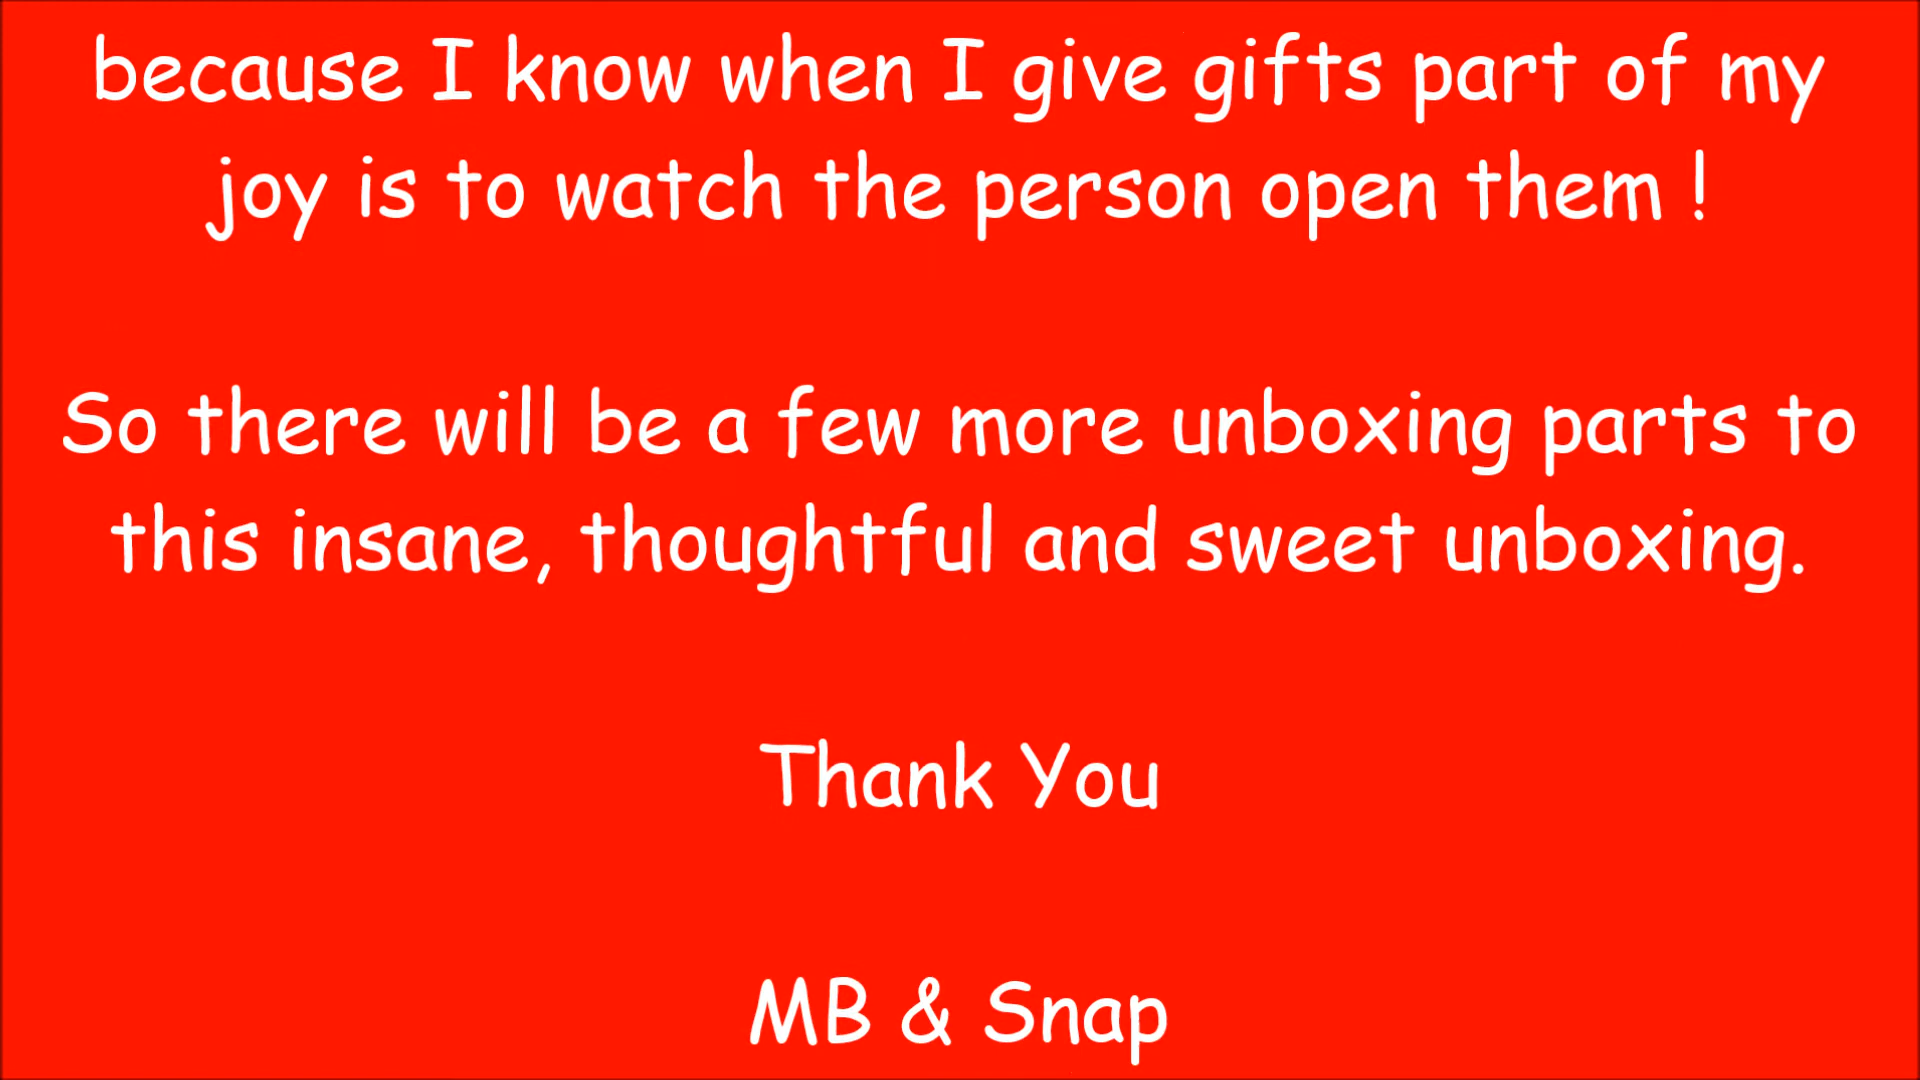 because I know when I give gifts part of my
joy is to watch the person open them !
So there will be a few more unboxing parts to
this insane, thoughtful and sweet unboxing.
Thank You
MB & Snap